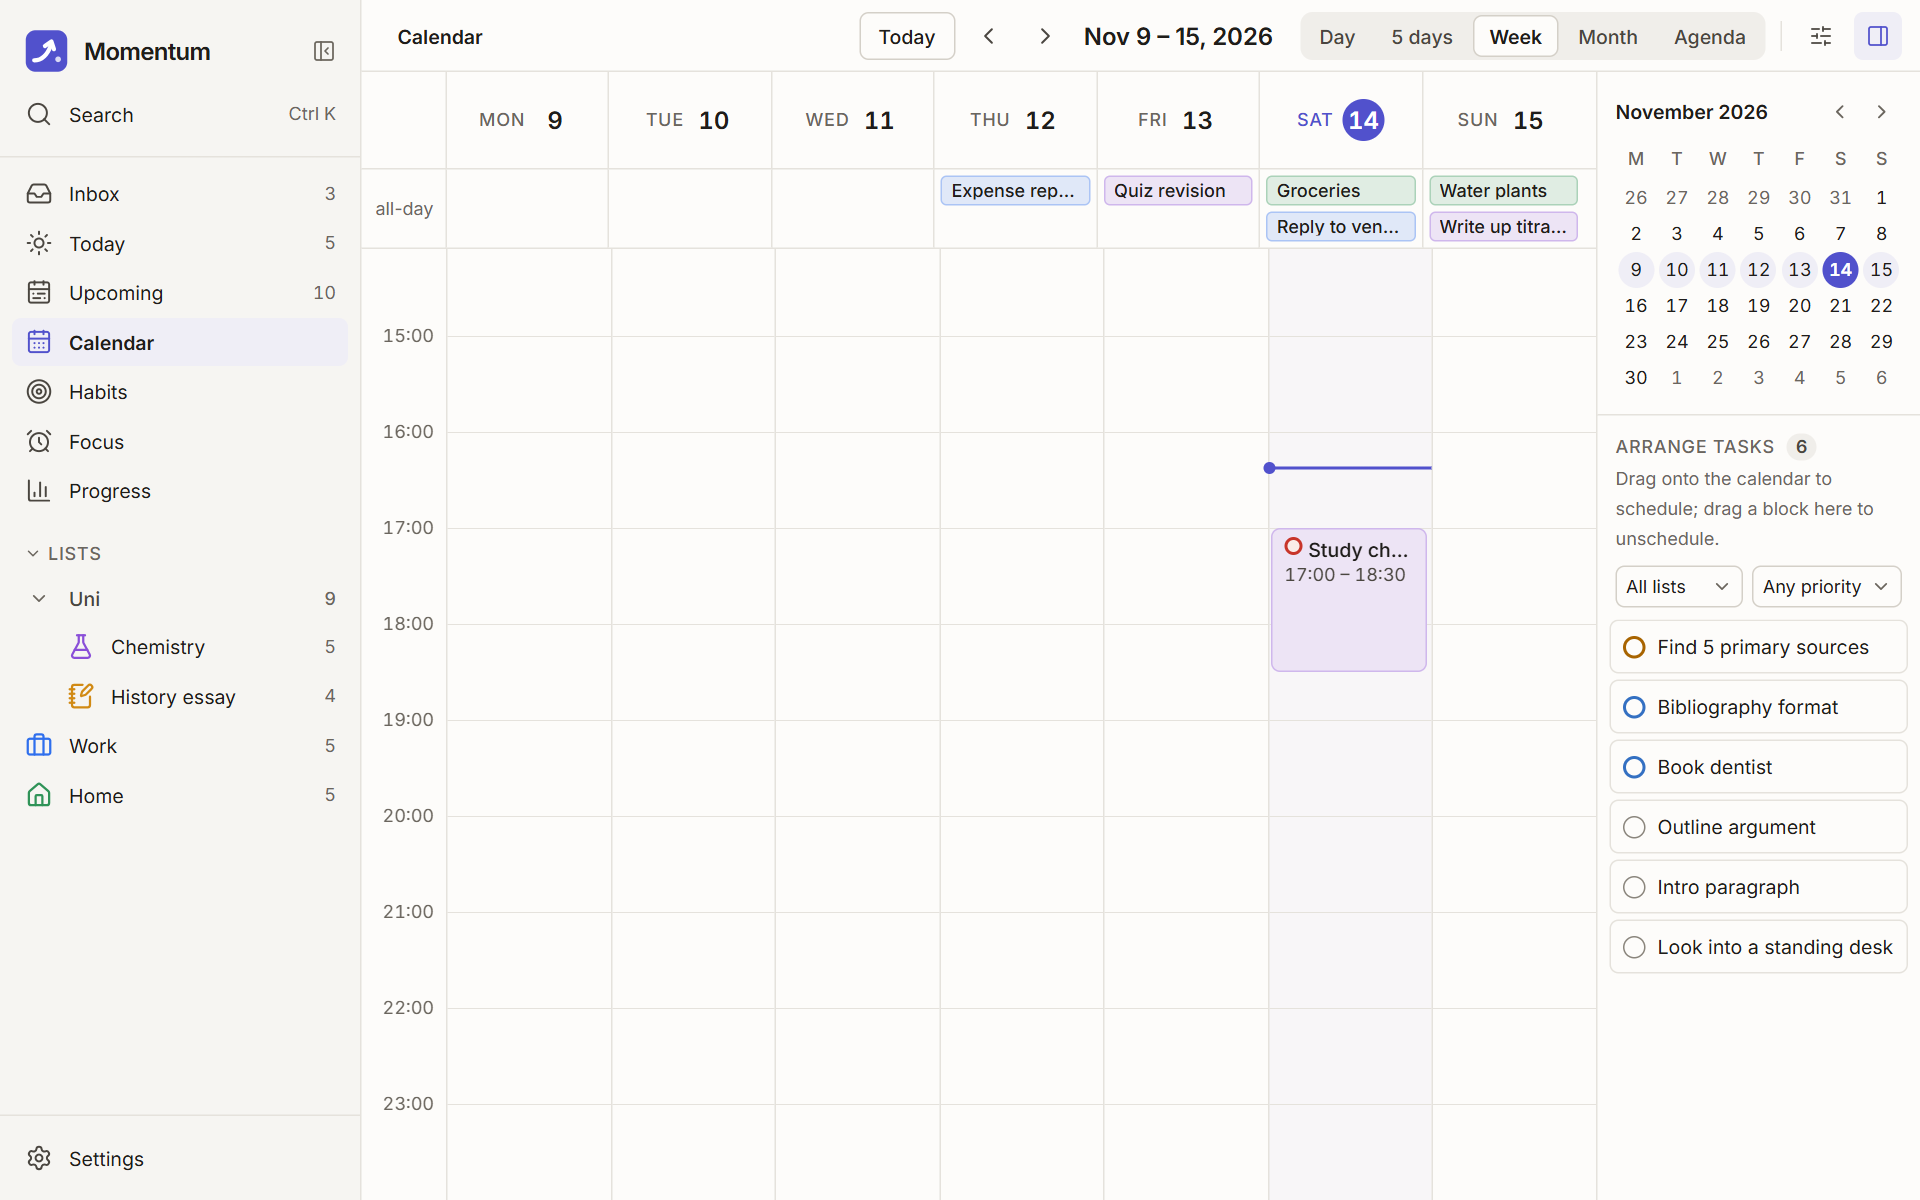 Momentum
Search Ctrl K
Inbox 3
Today 5
Upcoming 10
Calendar
Habits
Focus
Progress
LISTS
Uni 9
Chemistry 5
History essay 4
Work 5
Home 5
Settings
Calendar
Today
Nov 9 – 15, 2026
Day 5 days Week Month Agenda
MON 9 TUE 10 WED 11 THU 12 FRI 13 SAT 14 SUN 15
all-day
Expense rep... Quiz revision Groceries Water plants
Reply to ven... Write up titra...
15:00
16:00
17:00
Study ch...
17:00 – 18:30
18:00
19:00
20:00
21:00
22:00
23:00
November 2026
M T W T F S S
26 27 28 29 30 31 1
2 3 4 5 6 7 8
9 10 11 12 13 14 15
16 17 18 19 20 21 22
23 24 25 26 27 28 29
30 1 2 3 4 5 6
ARRANGE TASKS 6
Drag onto the calendar to
schedule; drag a block here to
unschedule.
All lists Any priority
Find 5 primary sources
Bibliography format
Book dentist
Outline argument
Intro paragraph
Look into a standing desk